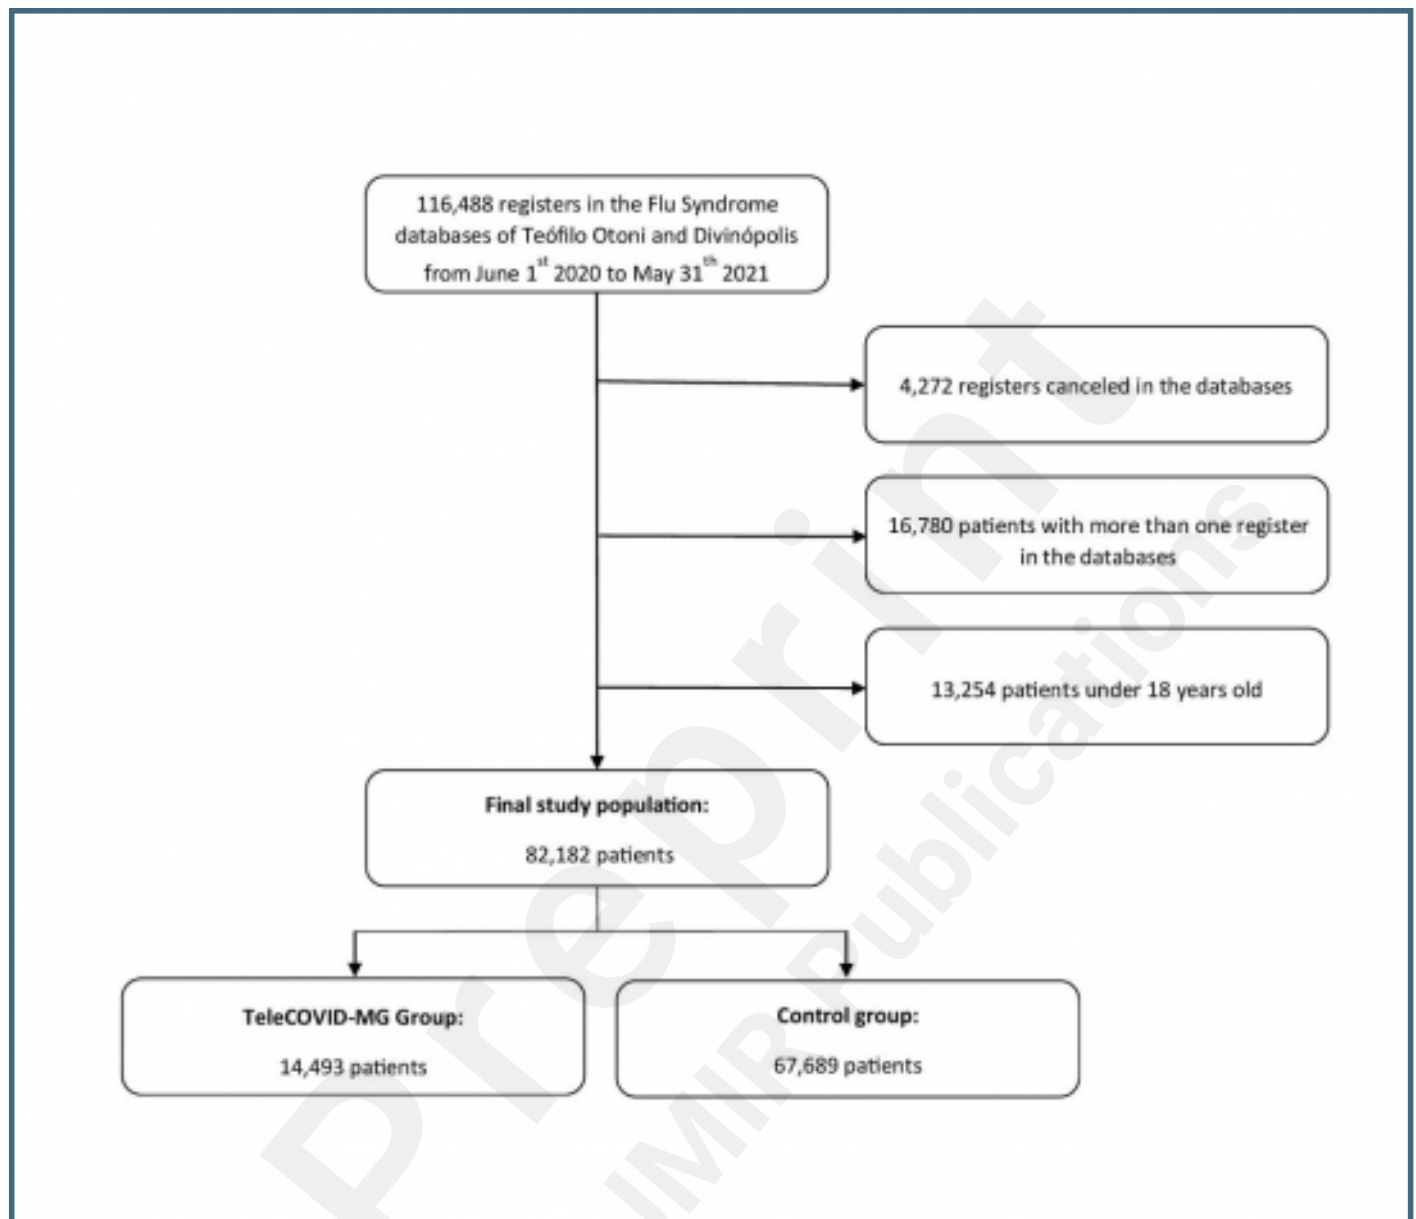 116,488 registers in the Flu Syndrome
databases of Teófilo Otoni and Divinópolis
from June 1st 2020 to May 31th 2021
4,272 registers canceled in the databases
16,780 patients with more than one register
in the databases
13,254 patients under 18 years old
Final study population:
82,182 patients
TeleCOVID-MG Group:
14,493 patients
Control group:
67,689 patients
Preprint
JMIR Publications